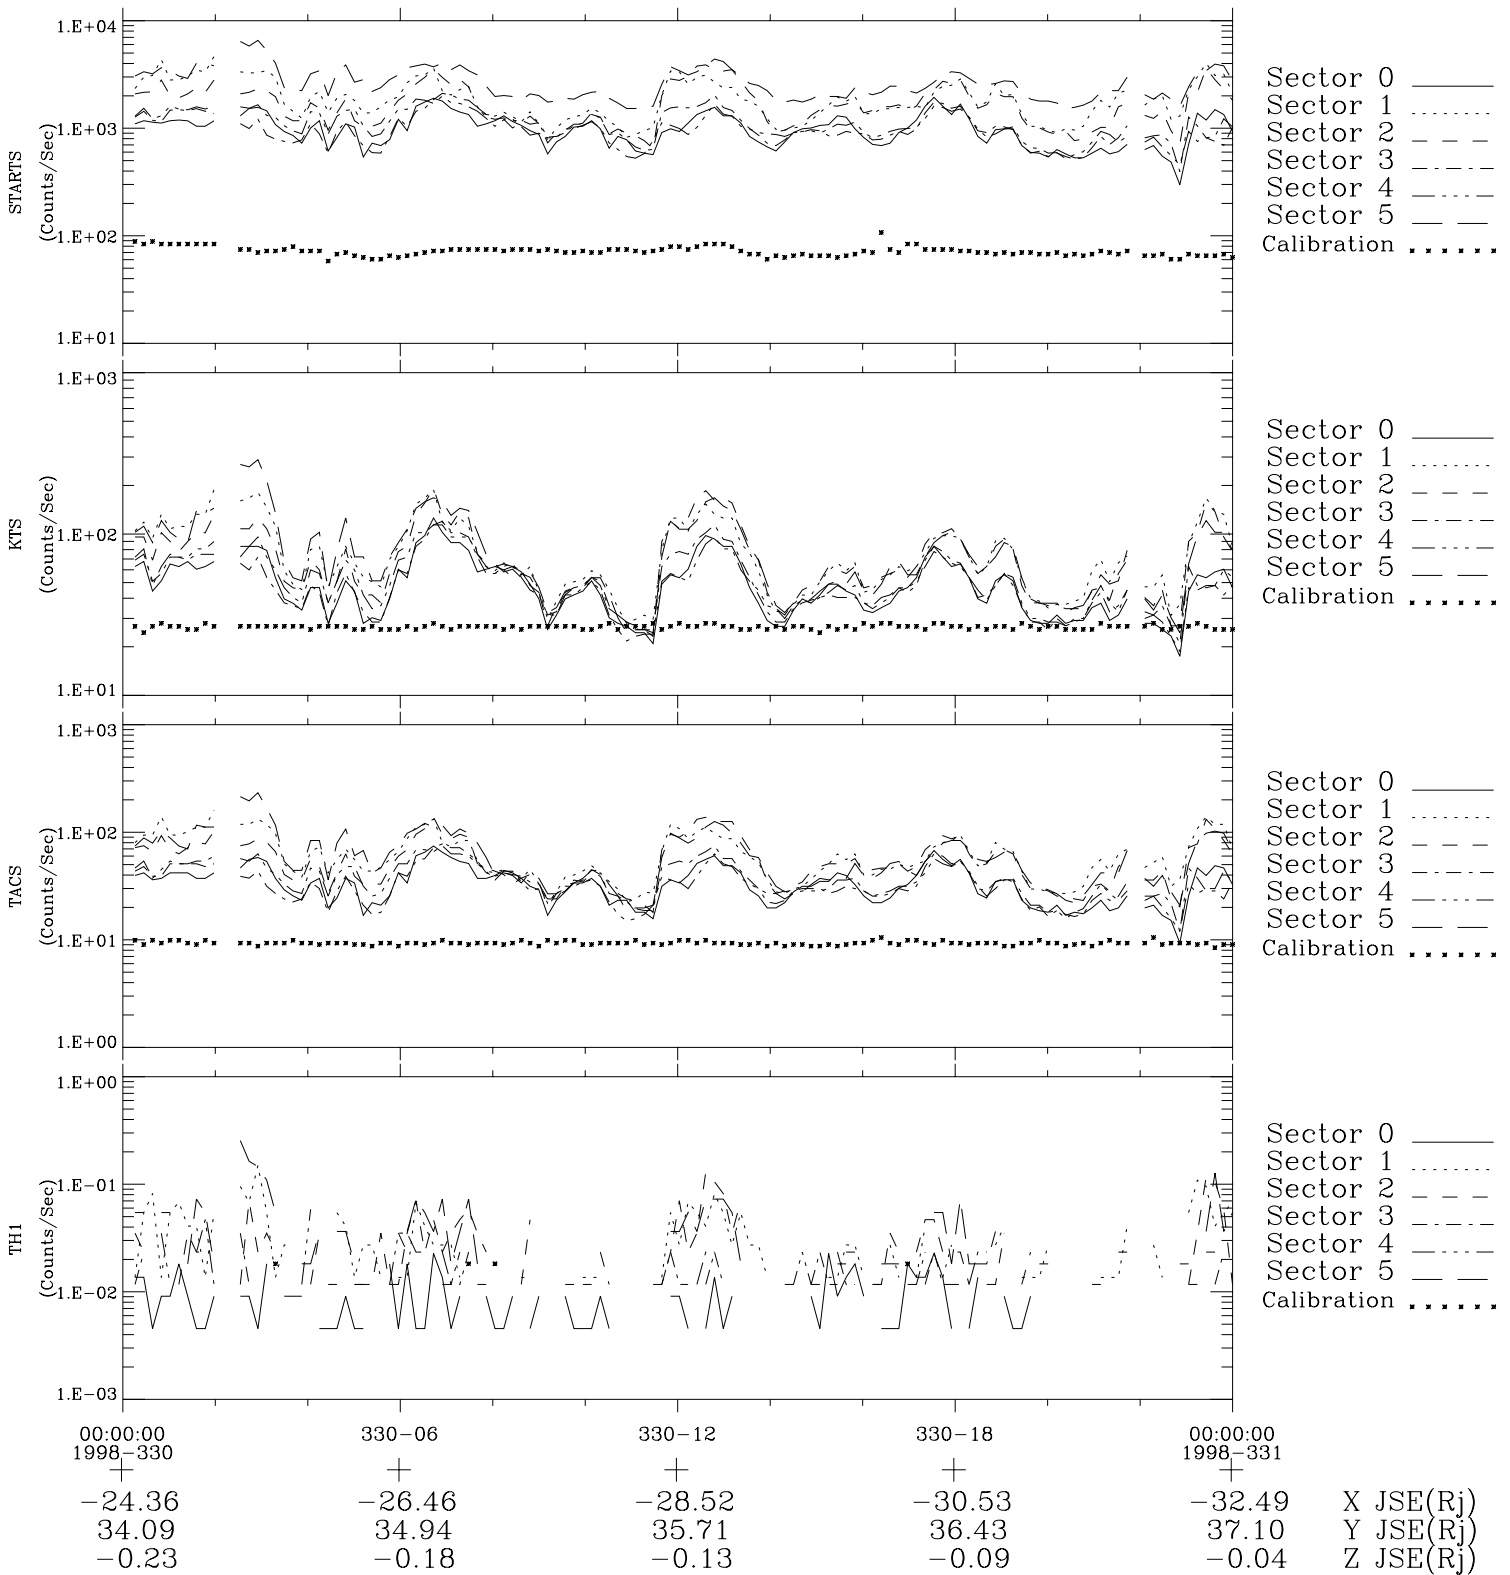 1.E+04
1.E+03
1.E+02
1.E+01
STARTS
(Counts/Sec)
Sector 0
Sector 1
Sector 2
Sector 3
Sector 4
Sector 5
Calibration
1.E+03
1.E+02
1.E+01
KTS
(Counts/Sec)
Sector 0
Sector 1
Sector 2
Sector 3
Sector 4
Sector 5
Calibration
1.E+03
1.E+02
1.E+01
1.E+00
TACS
(Counts/Sec)
Sector 0
Sector 1
Sector 2
Sector 3
Sector 4
Sector 5
Calibration
1.E+00
1.E-01
1.E-02
1.E-03
TH1
(Counts/Sec)
Sector 0
Sector 1
Sector 2
Sector 3
Sector 4
Sector 5
Calibration
00:00:00 330-06 330-12 330-18 00:00:00
1998-330 1998-331
-24.36 -26.46 -28.52 -30.53 -32.49 X JSE(Rj)
34.09 34.94 35.71 36.43 37.10 Y JSE(Rj)
-0.23 -0.18 -0.13 -0.09 -0.04 Z JSE(Rj)